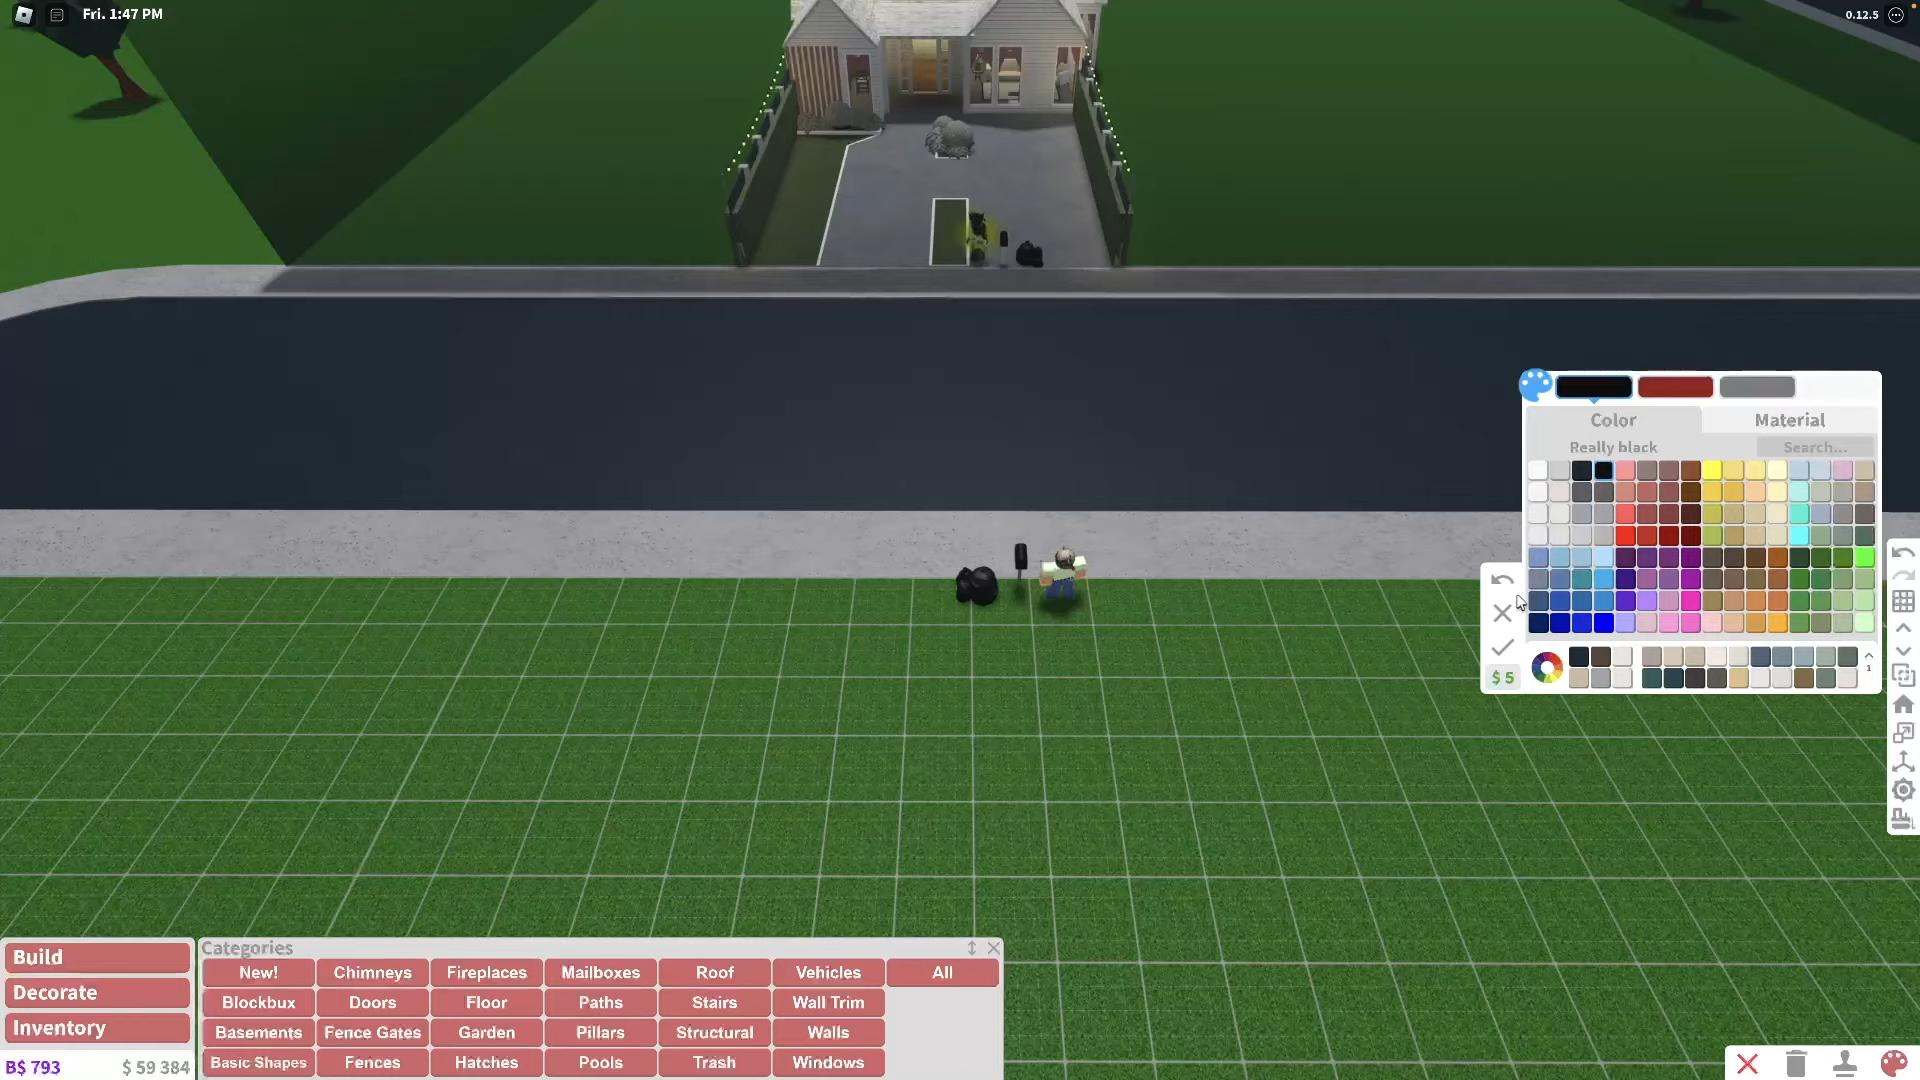 Fri. 1:47 PM
0.12.5
Color
Material
Really black
Search...
1
$ 5
Build
Decorate
Inventory
B$ 793
$ 59 384
Categories
New! Chimneys Fireplaces Mailboxes Roof Vehicles All
Blockbux Doors Floor Paths Stairs Wall Trim
Basements Fence Gates Garden Pillars Structural Walls
Basic Shapes Fences Hatches Pools Trash Windows